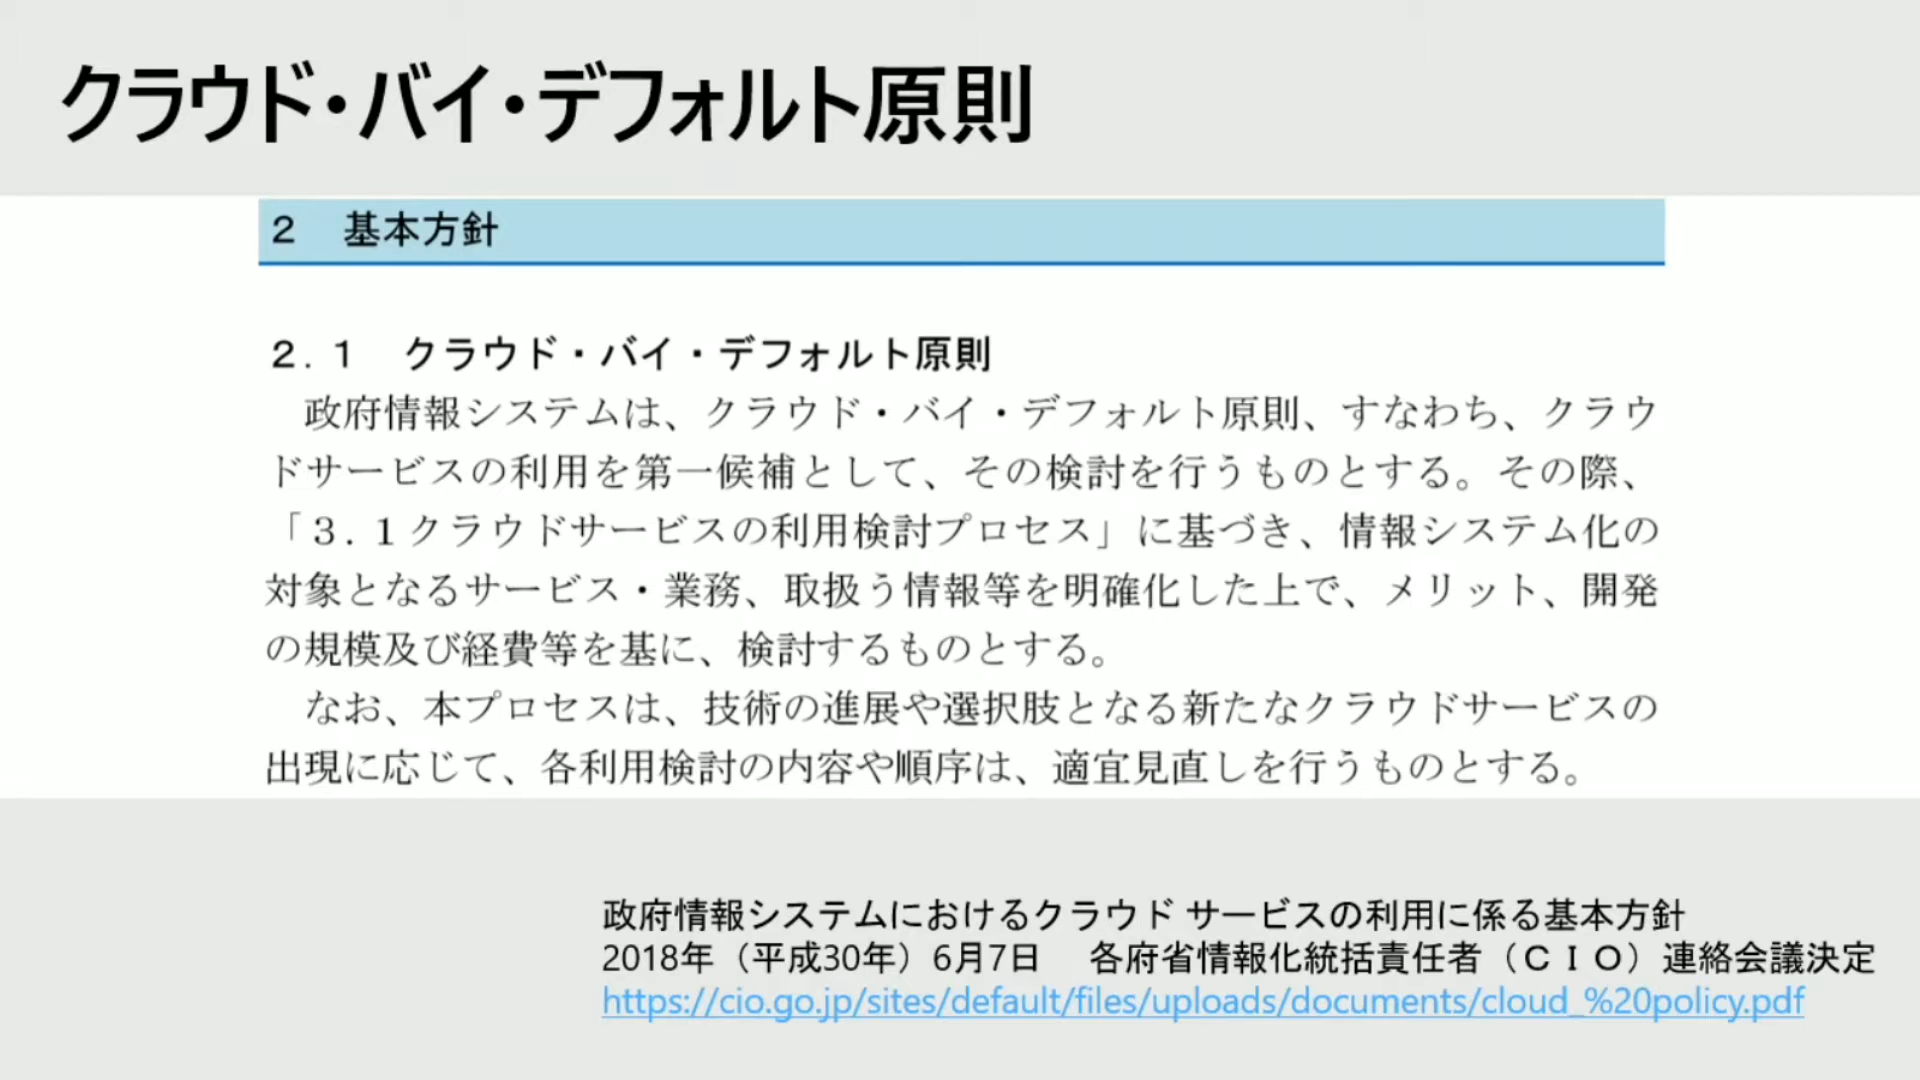 クラウド・バイ・デフォルト原則
２　基本方針
２．１　クラウド・バイ・デフォルト原則
政府情報システムは、クラウド・バイ・デフォルト原則、すなわち、クラウ
ドサービスの利用を第一候補として、その検討を行うものとする。その際、
「３．１クラウドサービスの利用検討プロセス」に基づき、情報システム化の
対象となるサービス・業務、取扱う情報等を明確化した上で、メリット、開発
の規模及び経費等を基に、検討するものとする。
なお、本プロセスは、技術の進展や選択肢となる新たなクラウドサービスの
出現に応じて、各利用検討の内容や順序は、適宜見直しを行うものとする。
政府情報システムにおけるクラウド サービスの利用に係る基本方針
2018年（平成30年）6月7日　各府省情報化統括責任者（ＣＩＯ）連絡会議決定
https://cio.go.jp/sites/default/files/uploads/documents/cloud_%20policy.pdf